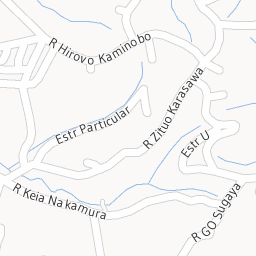 R Hirovo Kaminobo
Estr Particular
R Zituo Karasawa
Estr U
R Keia Nakamura
R GO Sugaya